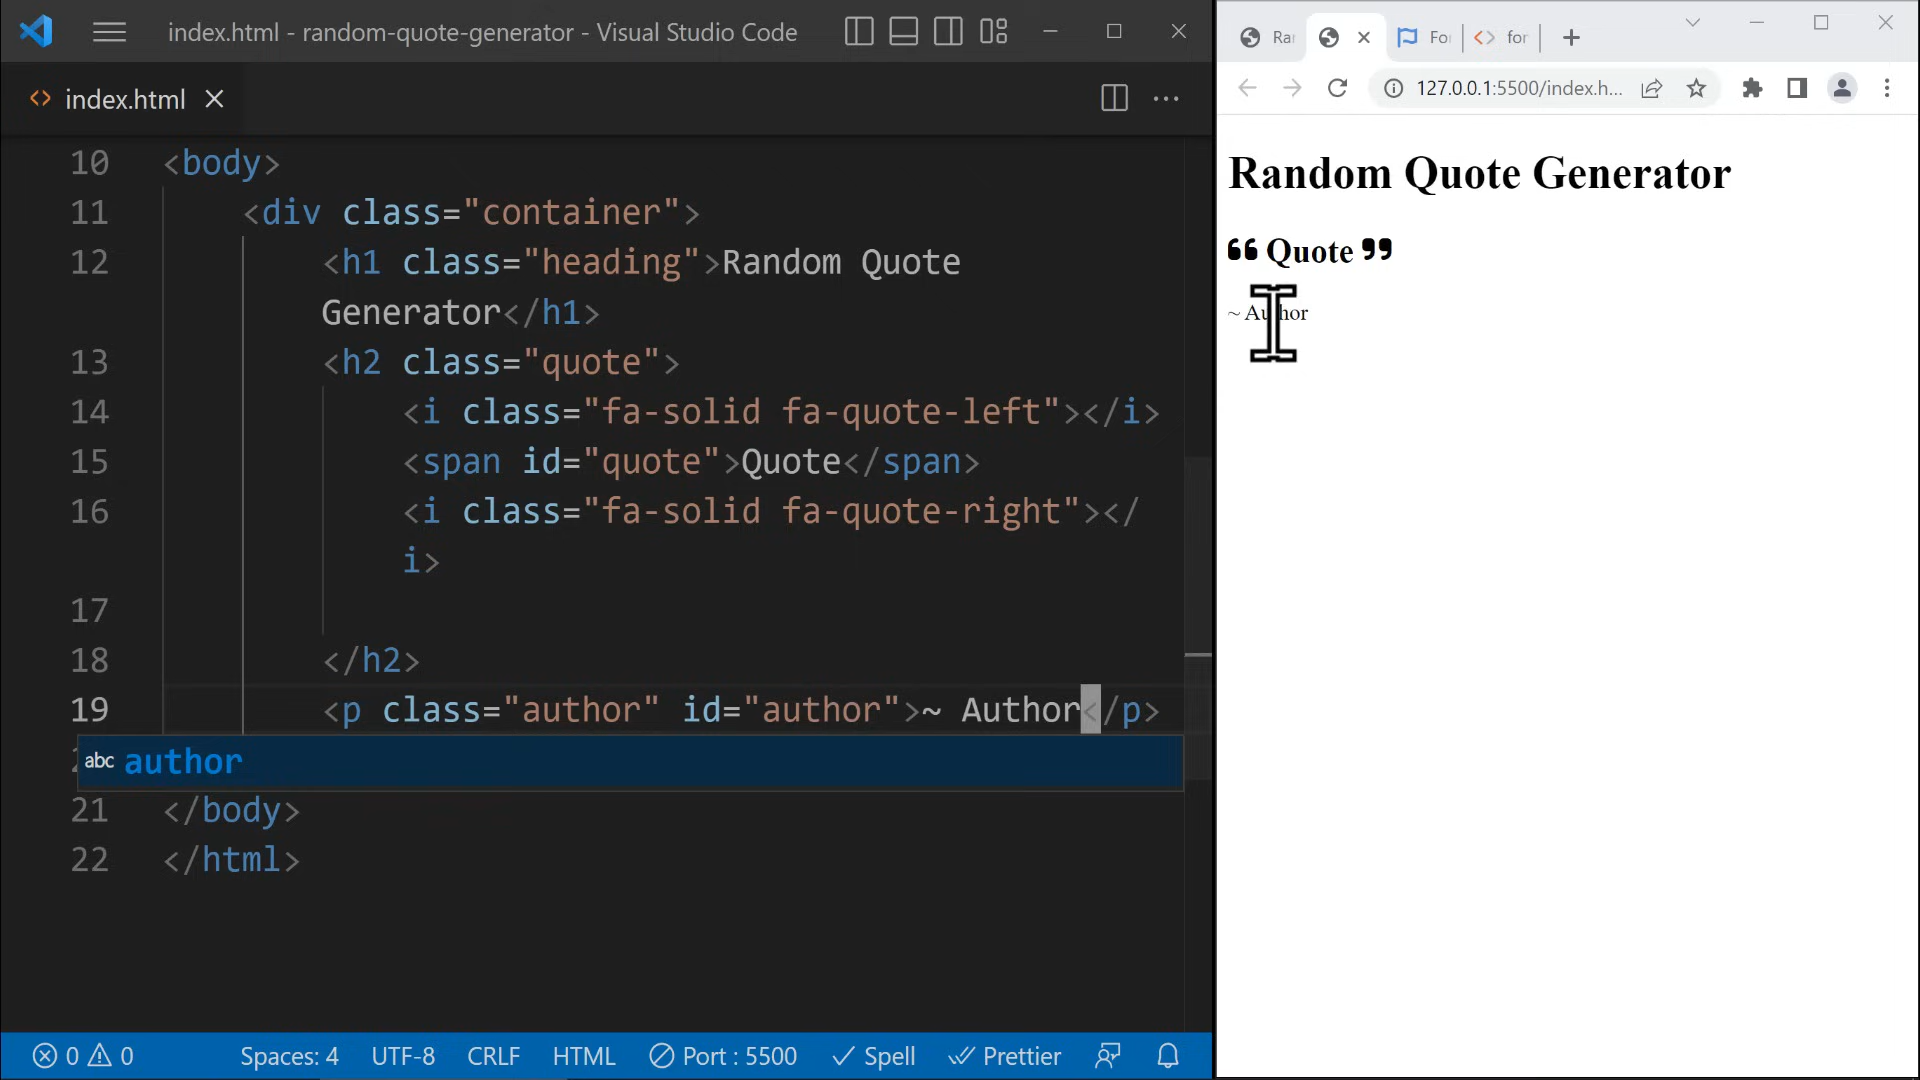 index.html - random-quote-generator - Visual Studio Code
index.html
10 <body>
11 <div class="container">
12 <h1 class="heading">Random Quote
Generator</h1>
13 <h2 class="quote">
14 <i class="fa-solid fa-quote-left"></i>
15 <span id="quote">Quote</span>
16 <i class="fa-solid fa-quote-right"></
i>
17
18 </h2>
19 <p class="author" id="author">~ Author</p>
abc author
21 </body>
22 </html>
0 0 Spaces: 4 UTF-8 CRLF HTML Port : 5500 Spell Prettier
Ra Fo for
127.0.0.1:5500/index.h...
Random Quote Generator
❝ Quote ❞
~ Author